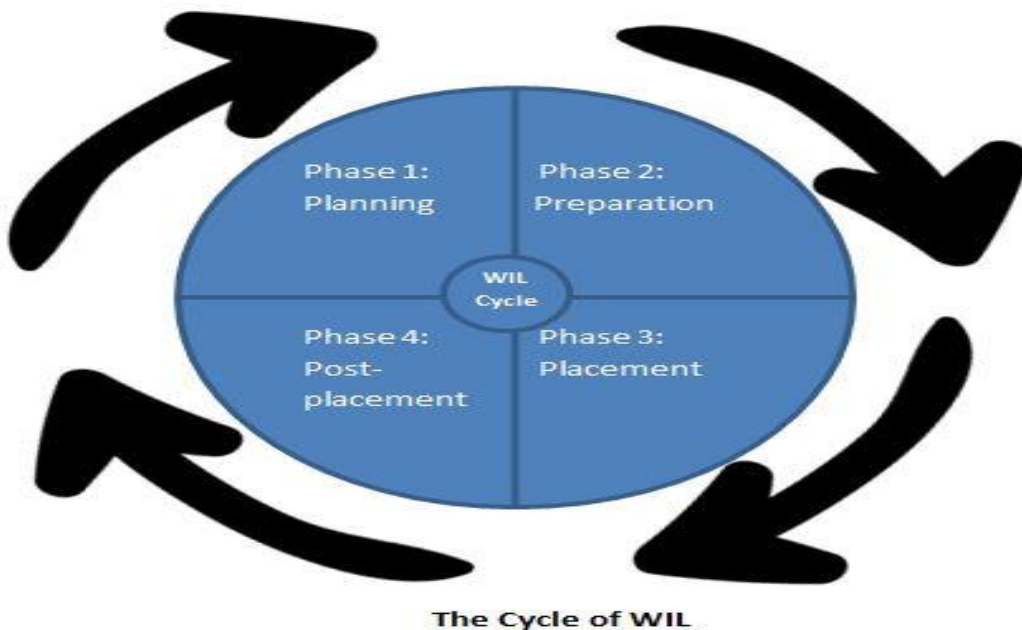 Phase 1:
Planning
Phase 2:
Preparation
WIL
Cycle
Phase 4:
Post-
placement
Phase 3:
Placement
The Cycle of WIL